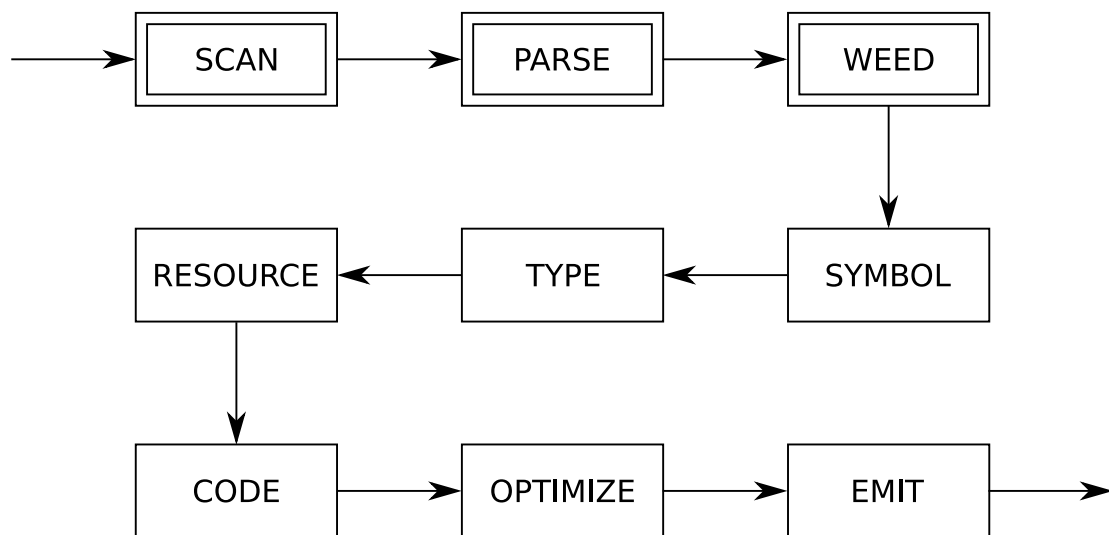 SCAN
PARSE
WEED
RESOURCE
TYPE
SYMBOL
CODE
OPTIMIZE
EMIT